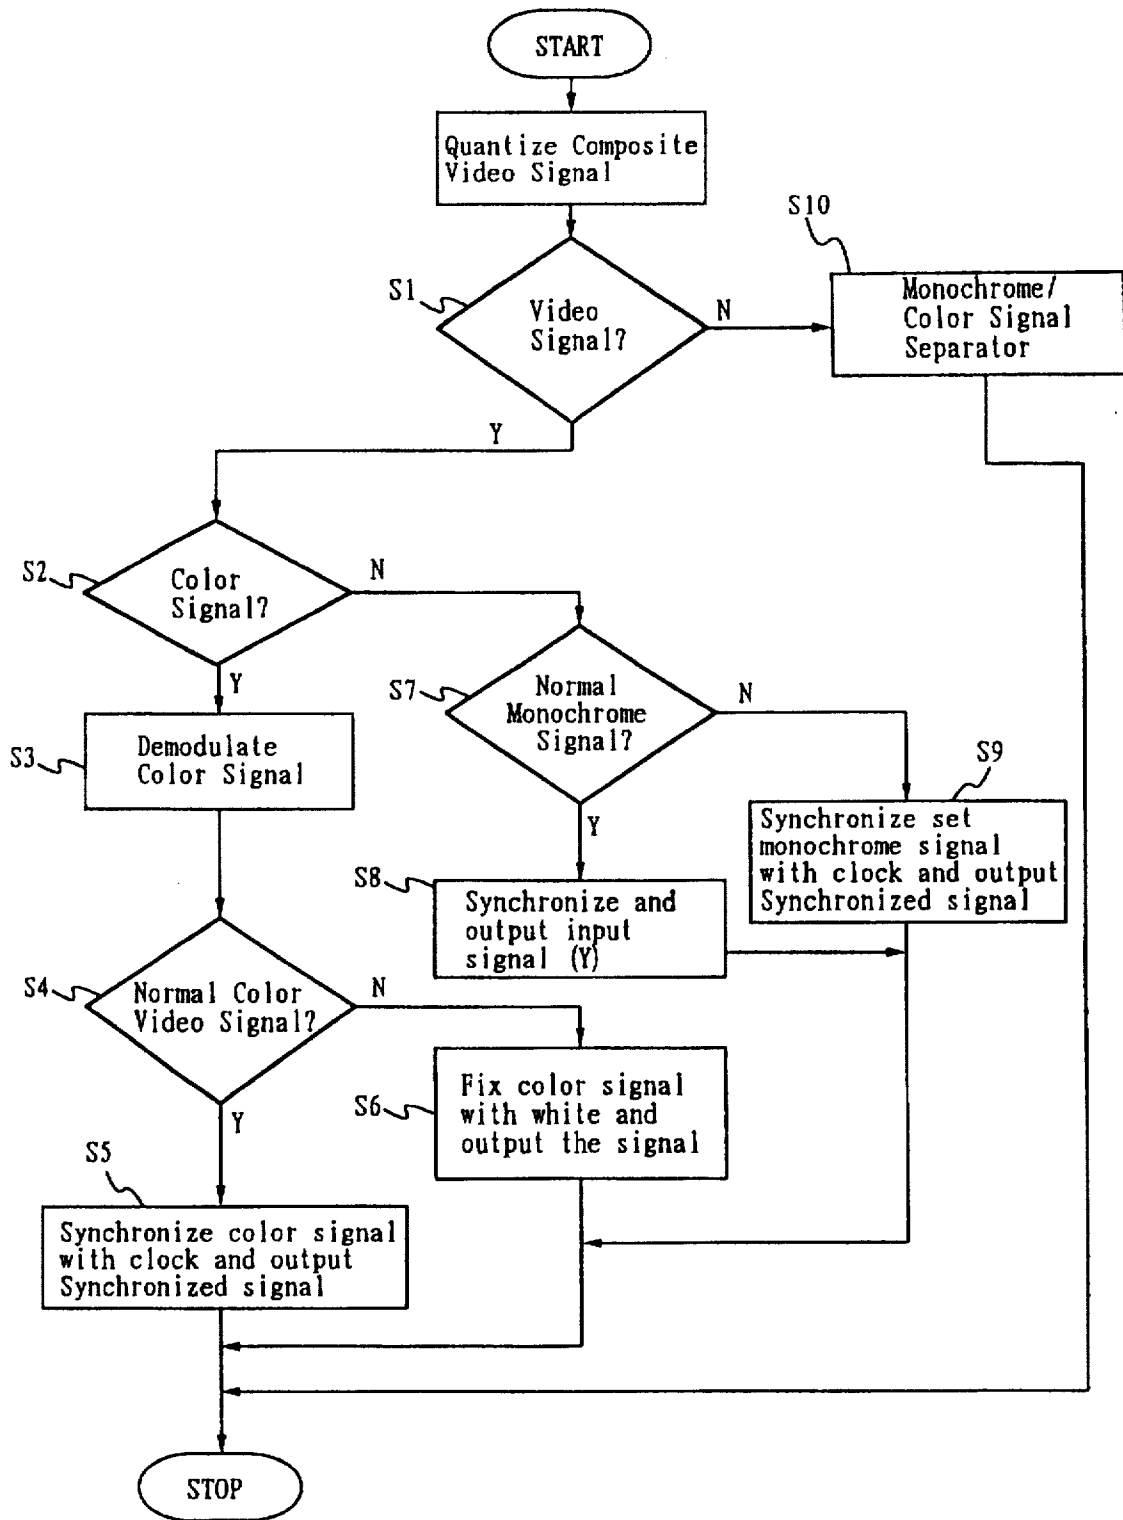 START
Quantize Composite
Video Signal
S10
S1
Video
Signal?
N
Monochrome/
Color Signal
Separator
Y
S2
Color
Signal?
N
Y
S7
Normal
Monochrome
Signal?
N
S3
Demodulate
Color Signal
S9
Y
Synchronize set
monochrome signal
with clock and output
Synchronized signal
S8
Synchronize and
output input
signal (Y)
S4
Normal Color
Video Signal?
N
S6
Fix color signal
with white and
output the signal
Y
S5
Synchronize color signal
with clock and output
Synchronized signal
STOP